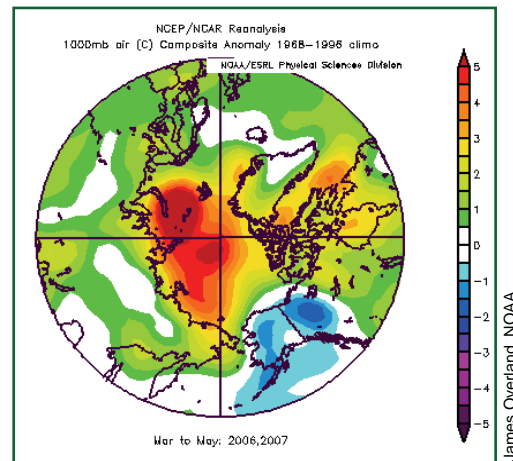 NCEP/NCAR Reanalysis
1000mb air (C) Composite Anomaly 1968-1996 climo
NOAA/ESRL Physical Sciences Division
5
4
3
2
1
0
-1
-2
-3
-4
-5
Mar to May: 2006,2007
James Overland, NOAA